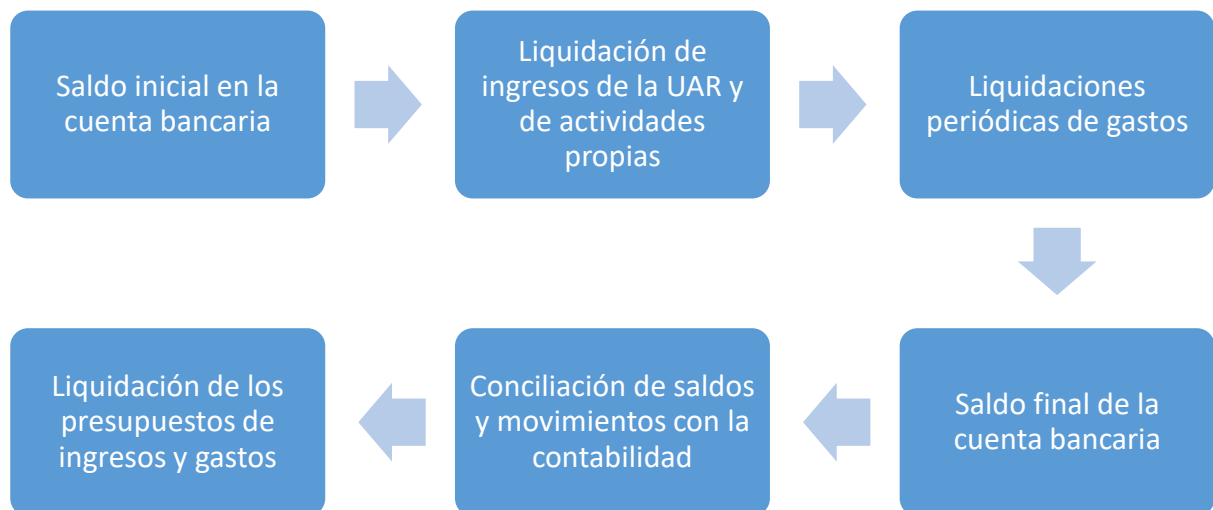 Saldo inicial en la
cuenta bancaria
Liquidación de
ingresos de la UAR y
de actividades
propias
Liquidaciones
periódicas de gastos
Saldo final de la
cuenta bancaria
Conciliación de saldos
y movimientos con la
contabilidad
Liquidación de los
presupuestos de
ingresos y gastos